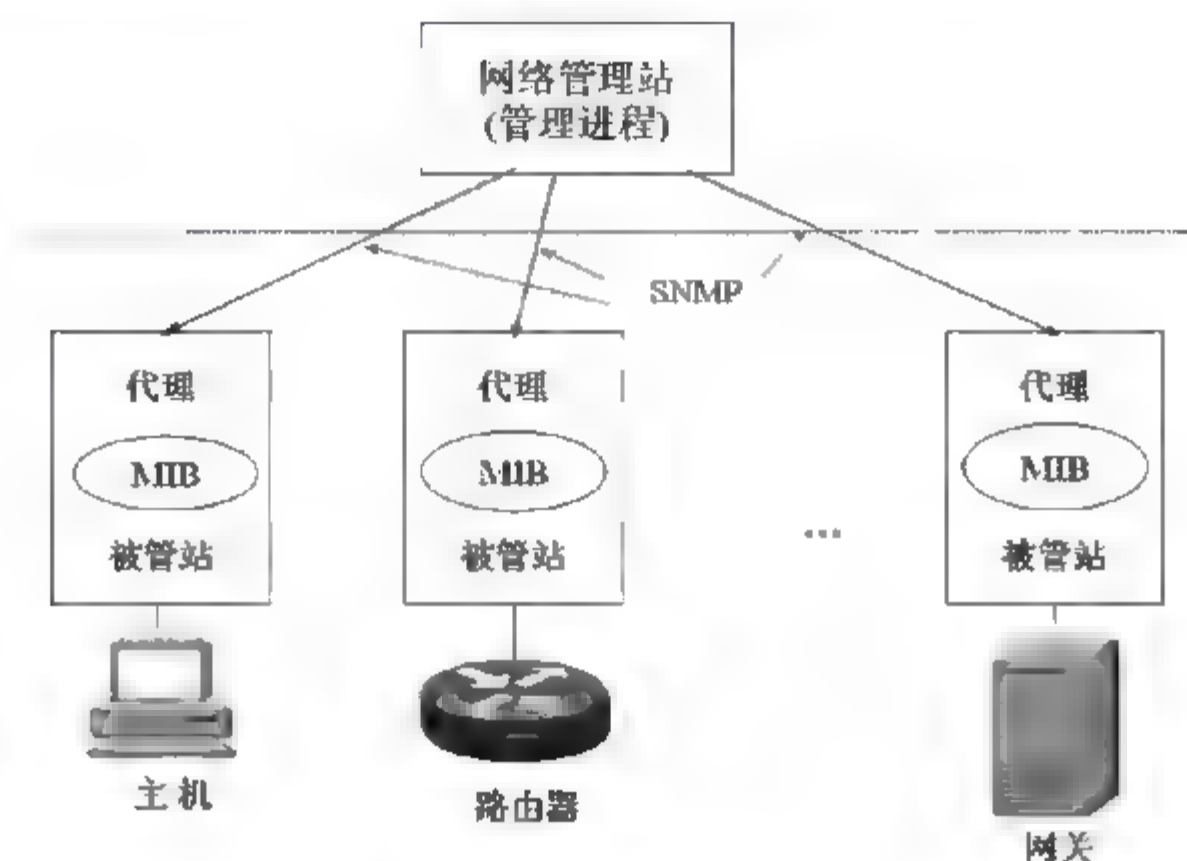 网络管理站
(管理进程)
SNMP
代理
MIB
被管站
代理
MIB
被管站
...
代理
MIB
被管站
主机
路由器
网关